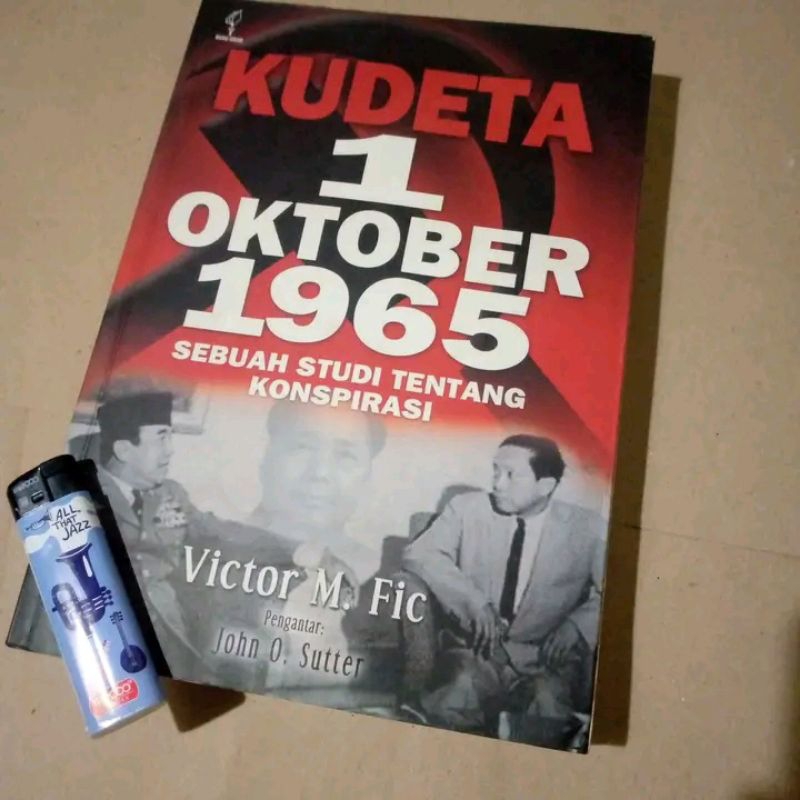 KUDETA
1
OKTOBER
1965
SEBUAH STUDI TENTANG
KONSPIRASI
Victor M. Fic
Pengantar:
John O. Sutter
ALL
THAT
JAZZ